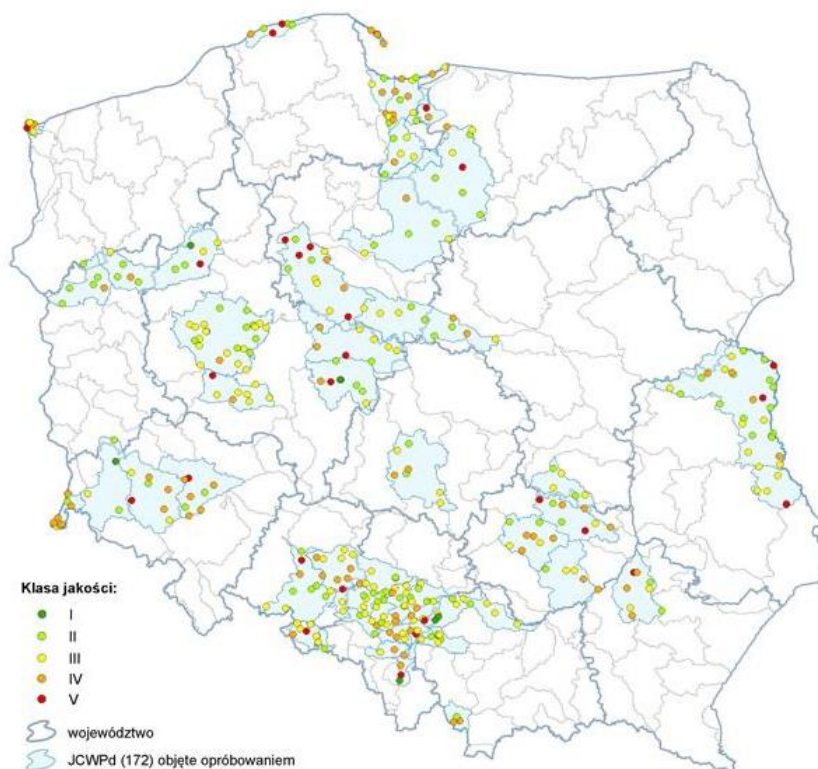 Klasa jakości:
I
II
III
IV
V
województwo
JCWPd (172) objęte opróbowaniem